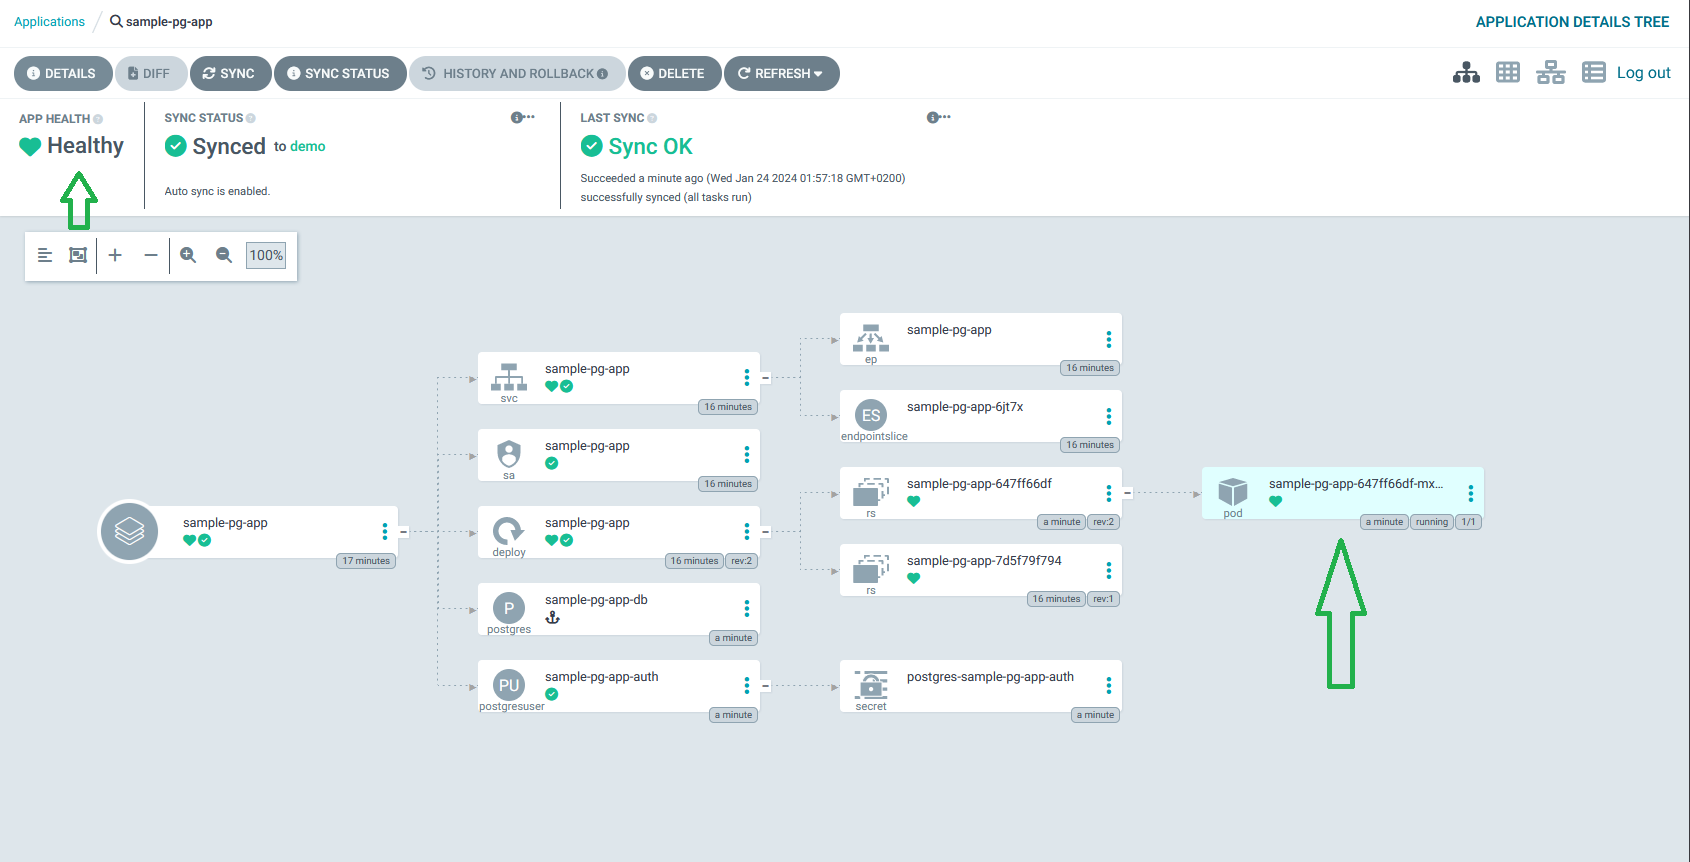 Applications / sample-pg-app
APPLICATION DETAILS TREE
DETAILS DIFF SYNC SYNC STATUS HISTORY AND ROLLBACK DELETE REFRESH
Log out
APP HEALTH
Healthy
SYNC STATUS
Synced to demo
Auto sync is enabled.
LAST SYNC
Sync OK
Succeeded a minute ago (Wed Jan 24 2024 01:57:18 GMT+0200)
successfully synced (all tasks run)
100%
sample-pg-app
17 minutes
sample-pg-app
svc
16 minutes
sample-pg-app
sa
16 minutes
sample-pg-app
deploy
16 minutes rev:2
P
sample-pg-app-db
postgres
a minute
PU
sample-pg-app-auth
postgresuser
a minute
sample-pg-app
ep
16 minutes
ES
sample-pg-app-6jt7x
endpointslice
16 minutes
sample-pg-app-647ff66df
rs
a minute rev:2
sample-pg-app-7d5f79f794
rs
16 minutes rev:1
postgres-sample-pg-app-auth
secret
a minute
sample-pg-app-647ff66df-mx...
pod
a minute running 1/1